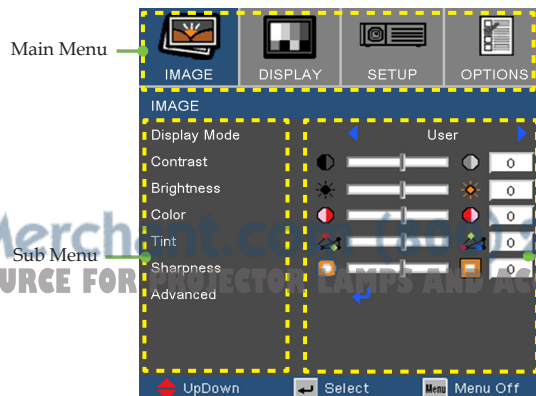 Main Menu
IMAGE DISPLAY SETUP OPTIONS
IMAGE
Display Mode User
Contrast 0
Brightness 0
Color 0
Tint 0
Sub Menu
Sharpness 0
Advanced
UpDown Select Menu Menu Off